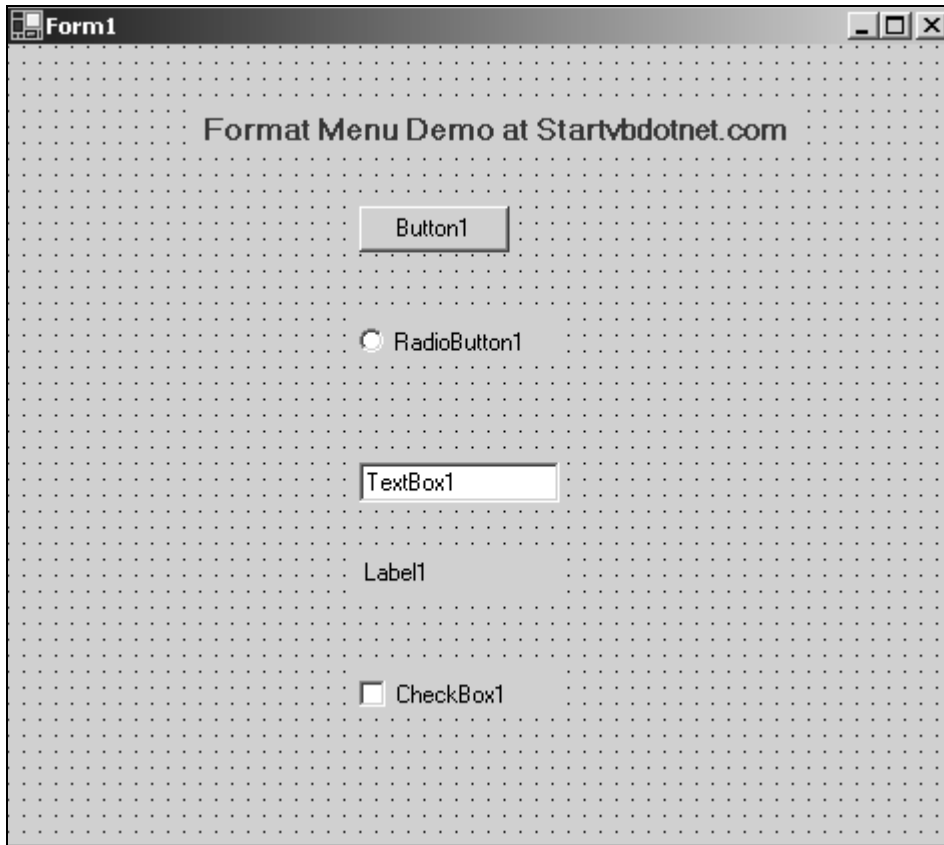 Form1
Format Menu Demo at Startvbdotnet.com
Button1
RadioButton1
TextBox1
Label1
CheckBox1